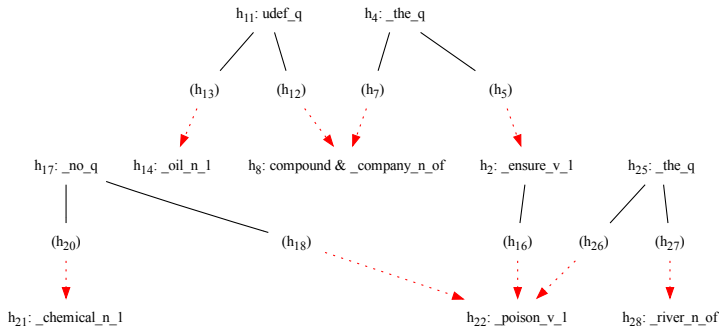 h11: udef_q h4: _the_q
(h13) (h12) (h7) (h5)
h17: _no_q h14: _oil_n_1 h8: compound & _company_n_of h2: _ensure_v_1 h25: _the_q
(h20) (h18) (h16) (h26) (h27)
h21: _chemical_n_1 h22: _poison_v_1 h28: _river_n_of